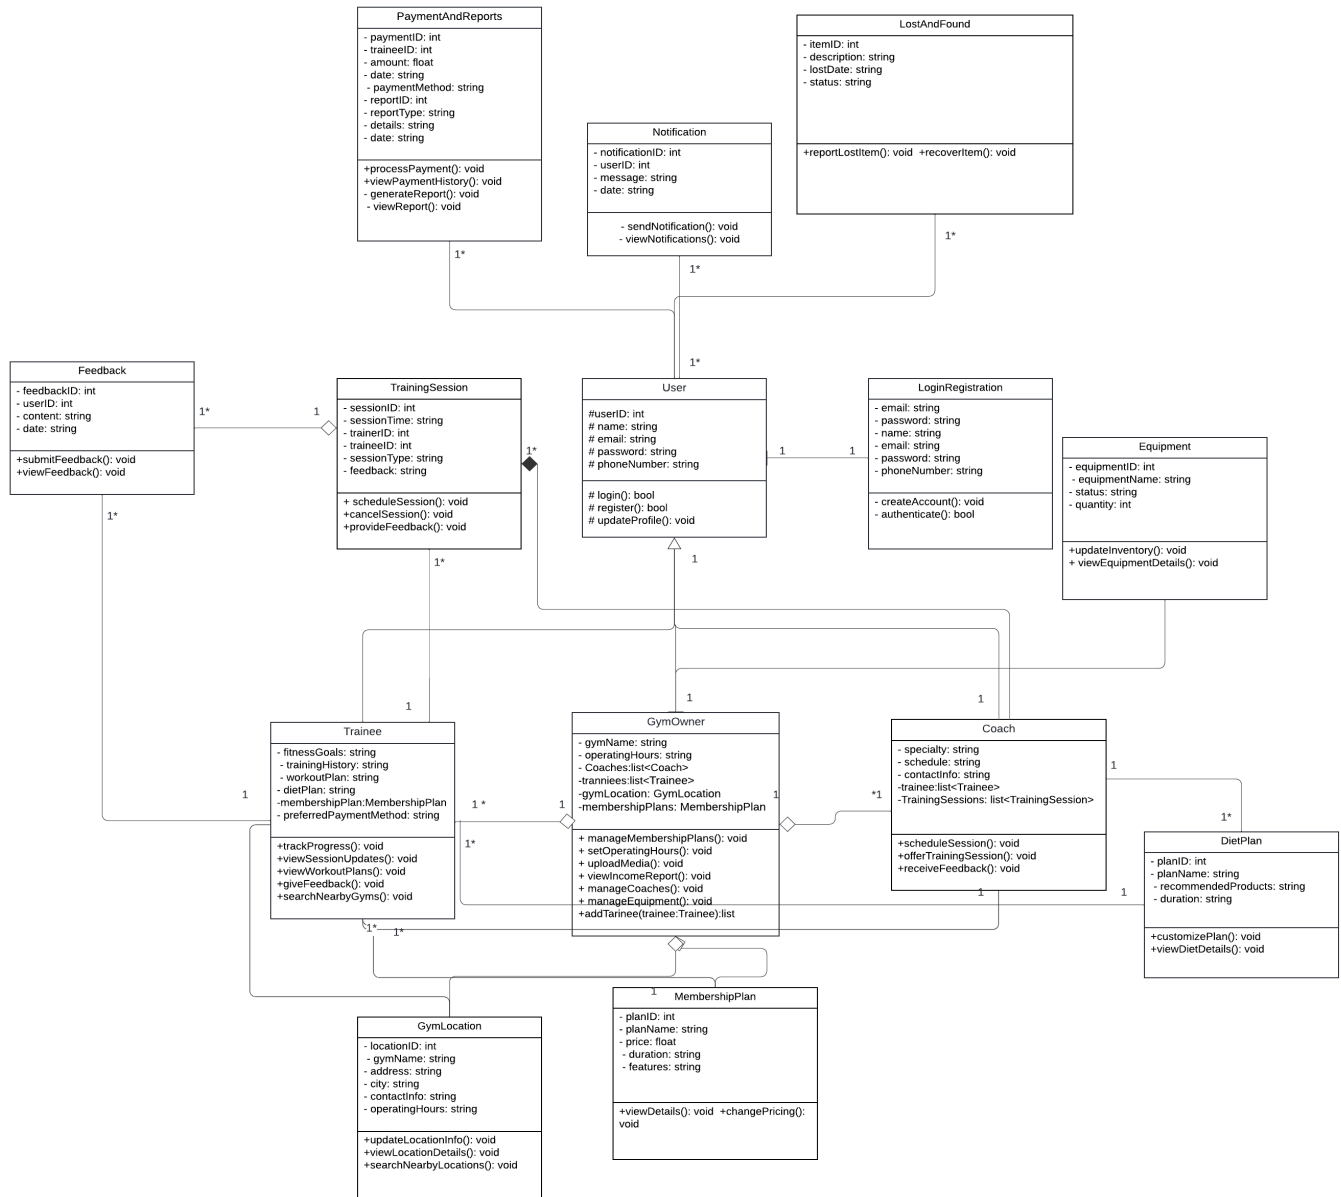 PaymentAndReports
- paymentID: int
- traineeID: int
- amount: float
- date: string
- paymentMethod: string
- reportID: int
- reportType: string
- details: string
- date: string
+processPayment(): void
+viewPaymentHistory(): void
- generateReport(): void
- viewReport(): void
1*
LostAndFound
- itemID: int
- description: string
- lostDate: string
- status: string
+reportLostItem(): void +recoverItem(): void
1*
Notification
- notificationID: int
- userID: int
- message: string
- date: string
- sendNotification(): void
- viewNotifications(): void
1*
1*
Feedback
- feedbackID: int
- userID: int
- content: string
- date: string
+submitFeedback(): void
+viewFeedback(): void
1*
1
1*
TrainingSession
- sessionID: int
- sessionTime: string
- trainerID: int
- traineeID: int
- sessionType: string
- feedback: string
+ scheduleSession(): void
+cancelSession(): void
+provideFeedback(): void
1*
1*
User
#userID: int
# name: string
# email: string
# password: string
# phoneNumber: string
# login(): bool
# register(): bool
# updateProfile(): void
1
1
1
LoginRegistration
- email: string
- password: string
- name: string
- email: string
- password: string
- phoneNumber: string
- createAccount(): void
- authenticate(): bool
Equipment
- equipmentID: int
- equipmentName: string
- status: string
- quantity: int
+updateInventory(): void
+ viewEquipmentDetails(): void
1
1
1
Trainee
- fitnessGoals: string
- trainingHistory: string
- workoutPlan: string
- dietPlan: string
-membershipPlan:MembershipPlan
- preferredPaymentMethod: string
+trackProgress(): void
+viewSessionUpdates(): void
+viewWorkoutPlans(): void
+giveFeedback(): void
+searchNearbyGyms(): void
1
1 *
1
1*
GymOwner
- gymName: string
- operatingHours: string
- Coaches:list<Coach>
-tranniees:list<Trainee>
-gymLocation: GymLocation
-membershipPlans: MembershipPlan
+ manageMembershipPlans(): void
+ setOperatingHours(): void
+ uploadMedia(): void
+ viewIncomeReport(): void
+ manageCoaches(): void
+ manageEquipment(): void
+addTarinee(trainee:Trainee):list
1
*1
Coach
- specialty: string
- schedule: string
- contactInfo: string
-trainee:list<Trainee>
-TrainingSessions: list<TrainingSession>
+scheduleSession(): void
+offerTrainingSession(): void
+receiveFeedback(): void
1
1*
1
1
DietPlan
- planID: int
- planName: string
- recommendedProducts: string
- duration: string
+customizePlan(): void
+viewDietDetails(): void
1*
1*
1
MembershipPlan
- planID: int
- planName: string
- price: float
- duration: string
- features: string
+viewDetails(): void +changePricing():
void
GymLocation
- locationID: int
- gymName: string
- address: string
- city: string
- contactInfo: string
- operatingHours: string
+updateLocationInfo(): void
+viewLocationDetails(): void
+searchNearbyLocations(): void